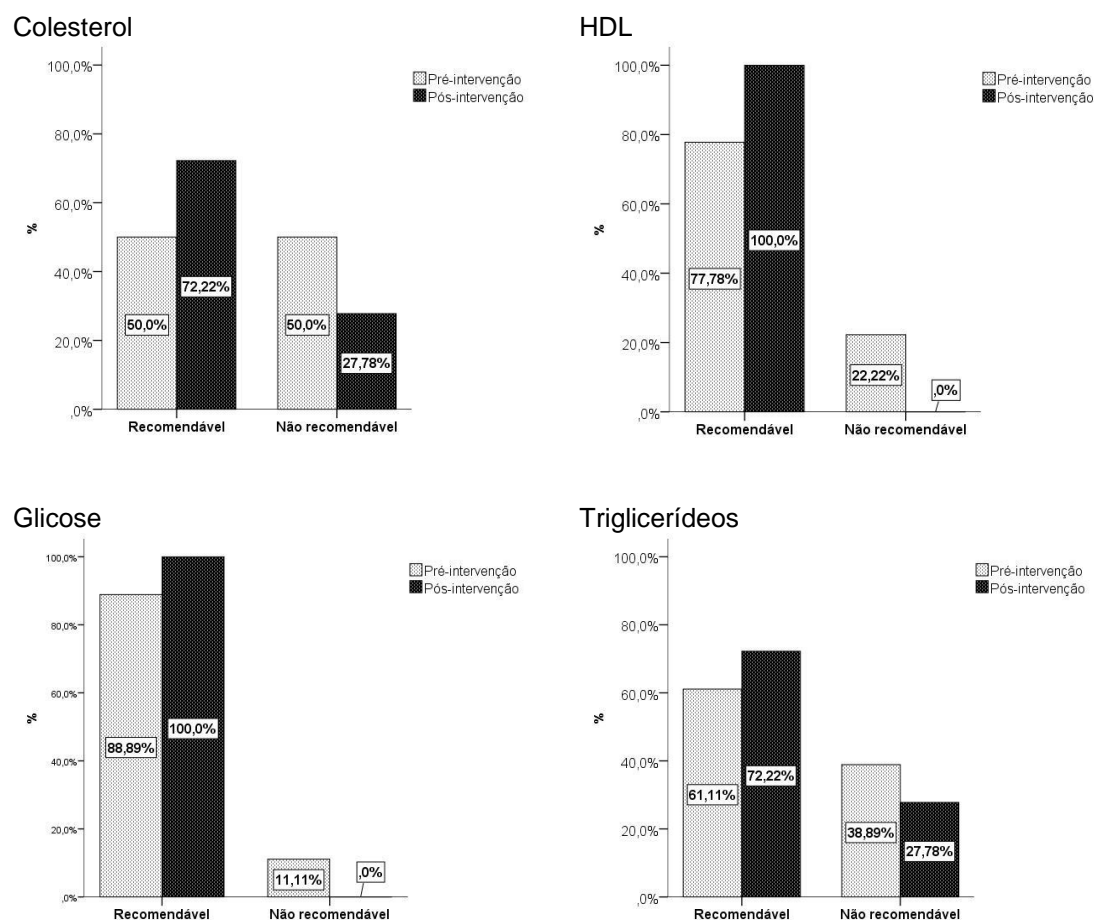 Colesterol
100,0%
80,0%
60,0%
40,0%
20,0%
,0%
%
Pré-intervenção
Pós-intervenção
50,0%
72,22%
50,0%
27,78%
Recomendável
Não recomendável
HDL
100,0%
80,0%
60,0%
40,0%
20,0%
,0%
%
Pré-intervenção
Pós-intervenção
77,78%
100,0%
22,22%
,0%
Recomendável
Não recomendável
Glicose
100,0%
80,0%
60,0%
40,0%
20,0%
,0%
%
Pré-intervenção
Pós-intervenção
88,89%
100,0%
11,11%
,0%
Recomendável
Não recomendável
Triglicerídeos
100,0%
80,0%
60,0%
40,0%
20,0%
,0%
%
Pré-intervenção
Pós-intervenção
61,11%
72,22%
38,89%
27,78%
Recomendável
Não recomendável